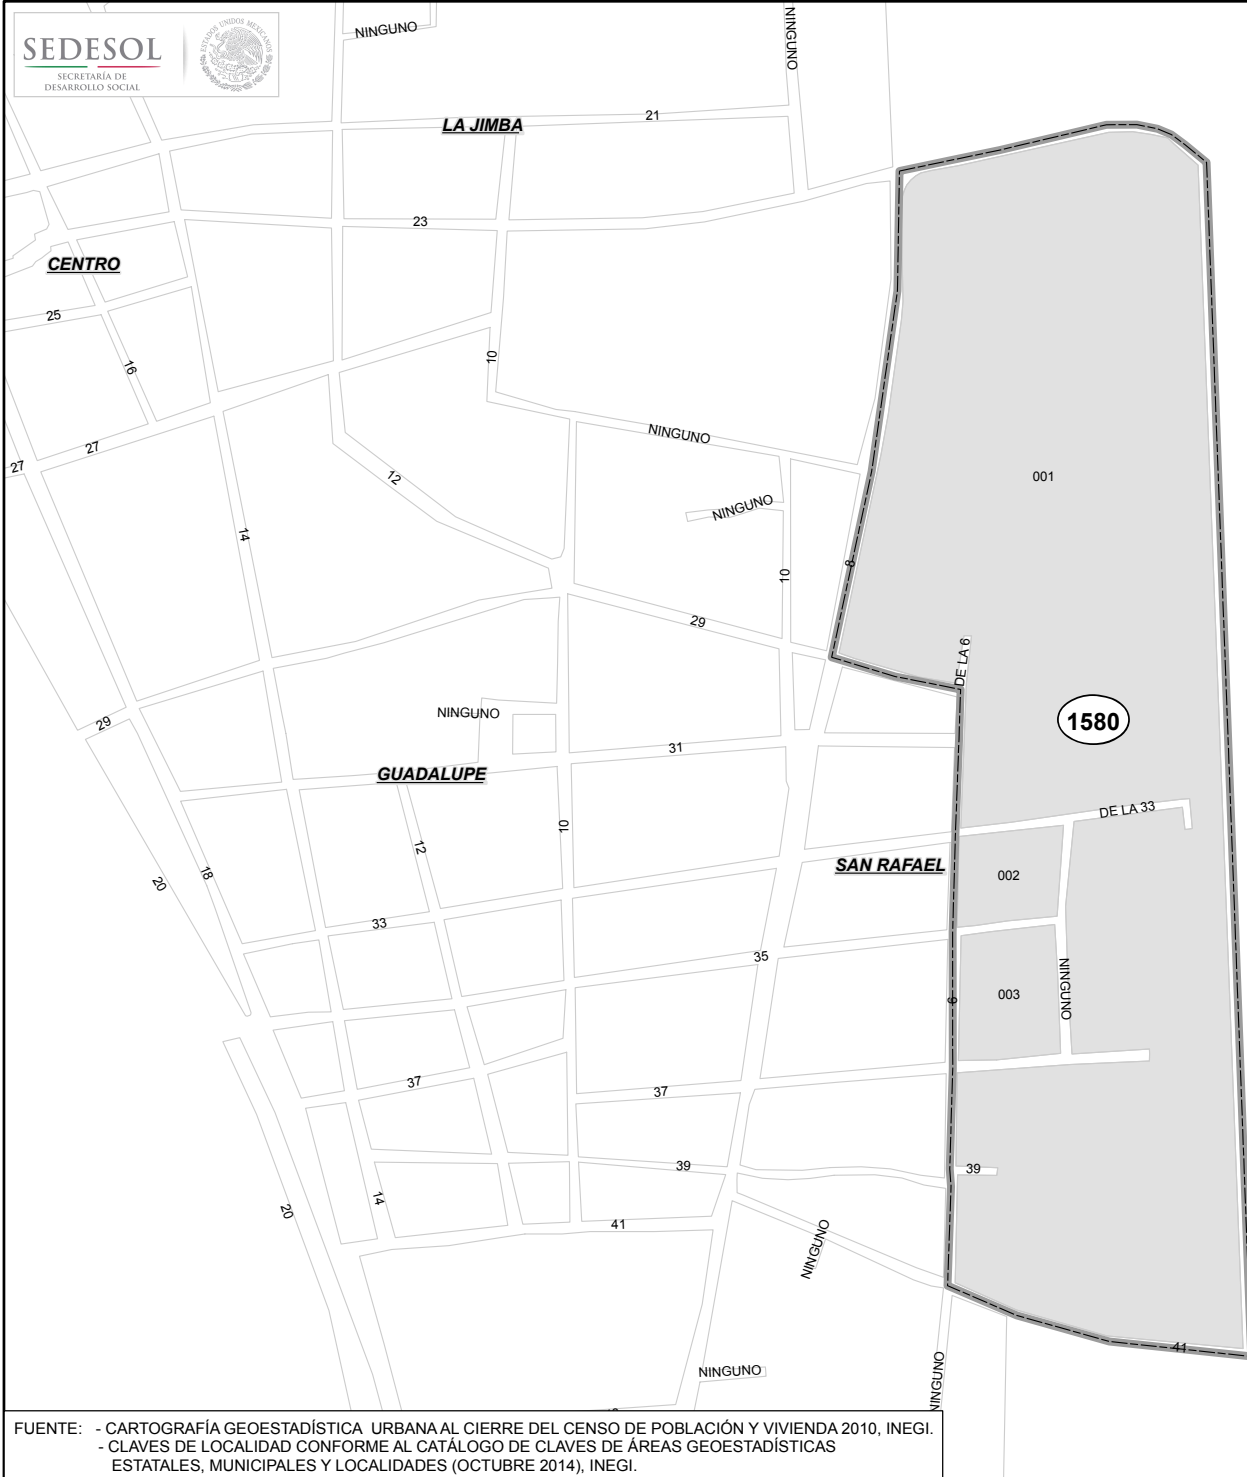 SEDESOL
SECRETARÍA DE
DESARROLLO SOCIAL
ESTADOS UNIDOS MEXICANOS
NINGUNO
NINGUNO
21
LA JIMBA
23
CENTRO
25
16
10
NINGUNO
27
27
12
NINGUNO
001
14
8
10
29
DE LA 6
NINGUNO
29
1580
31
GUADALUPE
DE LA 33
10
12
SAN RAFAEL
002
18
20
33
35
NINGUNO
003
6
37
37
39
39
14
20
41
NINGUNO
41
NINGUNO
NINGUNO
FUENTE: - CARTOGRAFÍA GEOESTADÍSTICA URBANA AL CIERRE DEL CENSO DE POBLACIÓN Y VIVIENDA 2010, INEGI.
- CLAVES DE LOCALIDAD CONFORME AL CATÁLOGO DE CLAVES DE ÁREAS GEOESTADÍSTICAS
ESTATALES, MUNICIPALES Y LOCALIDADES (OCTUBRE 2014), INEGI.